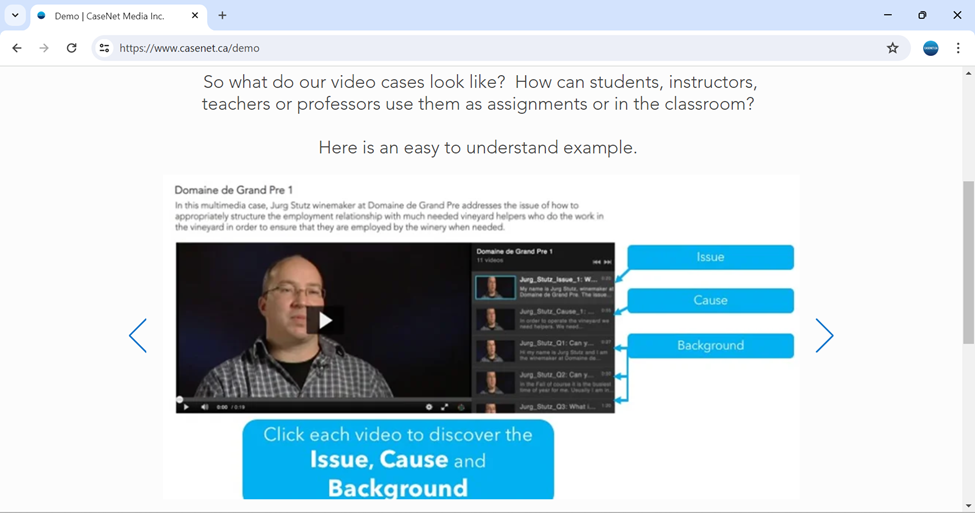 Demo | CaseNet Media Inc.
https://www.casenet.ca/demo
So what do our video cases look like? How can students, instructors,
teachers or professors use them as assignments or in the classroom?
Here is an easy to understand example.
Domaine de Grand Pre 1
In this multimedia case, Jurg Stutz winemaker at Domaine de Grand Pre addresses the issue of how to
appropriately structure the employment relationship with much needed vineyard helpers who do the work in
the vineyard in order to ensure that they are employed by the winery when needed.
Domaine de Grand Pre 1
11 videos
Jurg_Stutz_Issue_1: W...
My name is Jurg Stutz, winemaker at
Domaine de Grand Pre. The issue...
Jurg_Stutz_Cause_1: ...
In order to operate the vineyard we
need helpers. We need...
Jurg_Stutz_Q1: Can y...
Hi my name is Jurg Stutz and I am
the winemaker at Domaine de...
Jurg_Stutz_Q2: Can y...
In the Fall of course it is the busiest
time of year for me. Usually I am in...
Jurg_Stutz_Q3: What i...
0:00 / 0:19
Issue
Cause
Background
Click each video to discover the
Issue, Cause and
Background